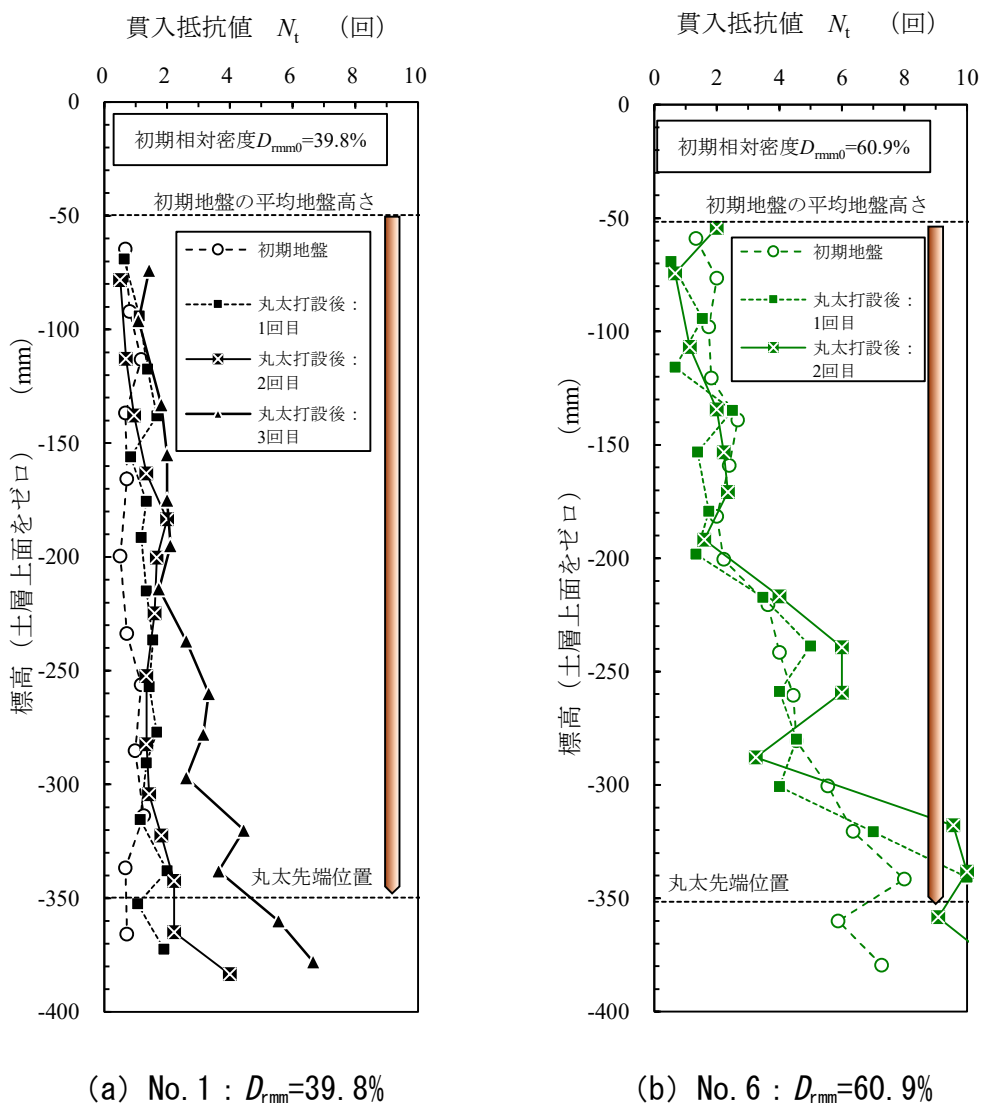 貫入抵抗値 Nt (回)
0 2 4 6 8 10
0
-50
-100
-150
-200
-250
-300
-350
-400
標高(土層上面をゼロ) (mm)
初期相対密度Drmm0=39.8%
初期地盤の平均地盤高さ
初期地盤
丸太打設後:
1回目
丸太打設後:
2回目
丸太打設後:
3回目
丸太先端位置
(a) No.1:Drmm=39.8%
貫入抵抗値 Nt (回)
0 2 4 6 8 10
0
-50
-100
-150
-200
-250
-300
-350
-400
標高(土層上面をゼロ) (mm)
初期相対密度Drmm0=60.9%
初期地盤の平均地盤高さ
初期地盤
丸太打設後:
1回目
丸太打設後:
2回目
丸太先端位置
(b) No.6:Drmm=60.9%